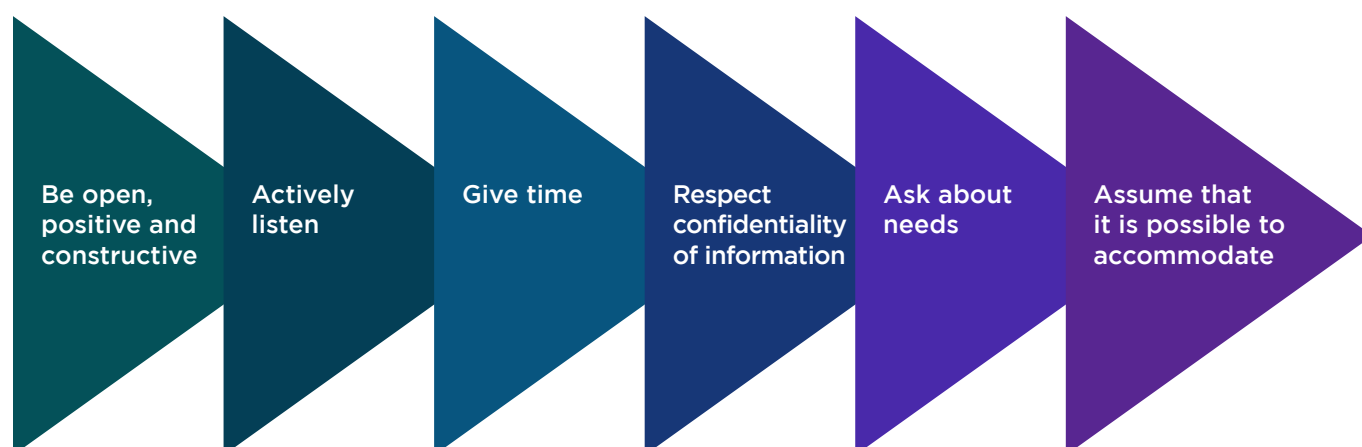 Be open,
positive and
constructive
Actively
listen
Give time
Respect
confidentiality
of information
Ask about
needs
Assume that
it is possible to
accommodate